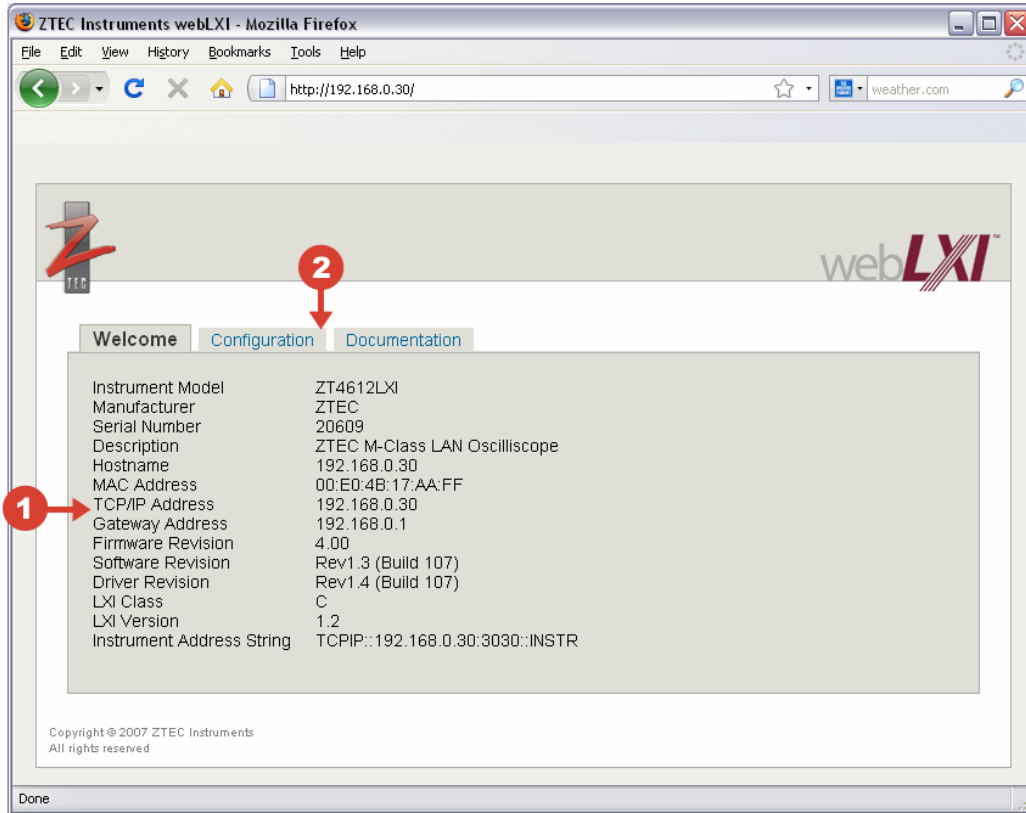 ZTEC Instruments webLXI - Mozilla Firefox
File Edit View History Bookmarks Tools Help
http://192.168.0.30/ weather.com
Z
TEC
webLXI™
2
Welcome Configuration Documentation
Instrument Model ZT4612LXI
Manufacturer ZTEC
Serial Number 20609
Description ZTEC M-Class LAN Oscilliscope
Hostname 192.168.0.30
MAC Address 00:E0:4B:17:AA:FF
1
TCP/IP Address 192.168.0.30
Gateway Address 192.168.0.1
Firmware Revision 4.00
Software Revision Rev1.3 (Build 107)
Driver Revision Rev1.4 (Build 107)
LXI Class C
LXI Version 1.2
Instrument Address String TCPIP::192.168.0.30:3030::INSTR
Copyright © 2007 ZTEC Instruments
All rights reserved
Done